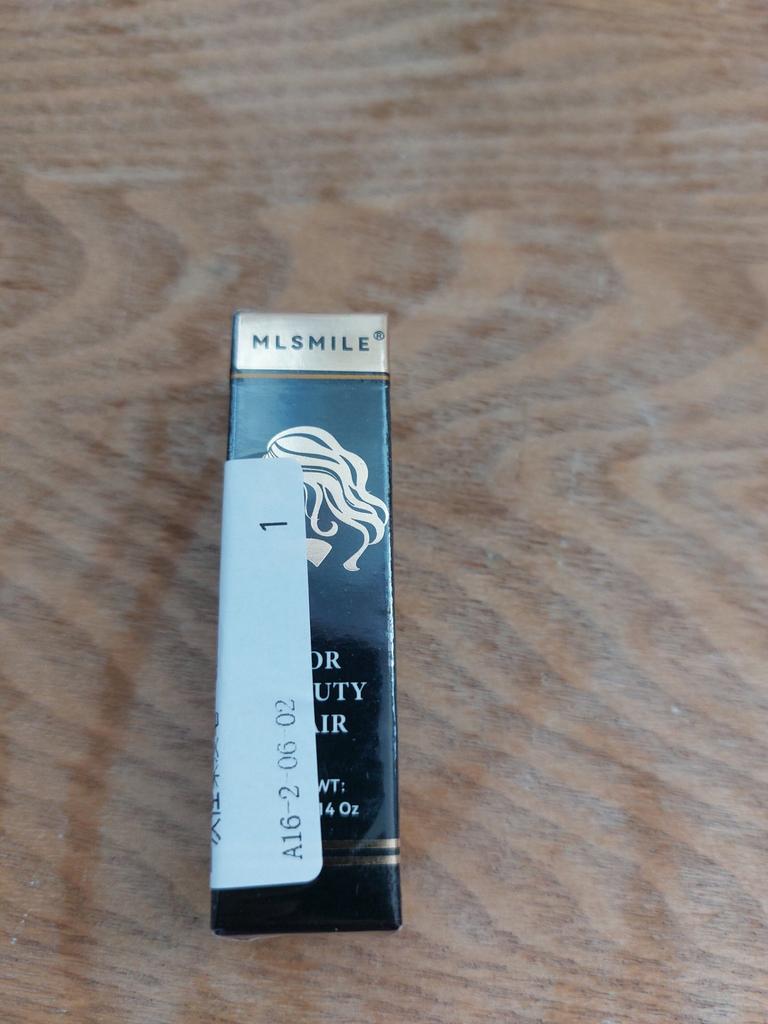 MLSMILE®
1
OR
UTY
AIR
WT:
14 Oz
A16-2-06-02